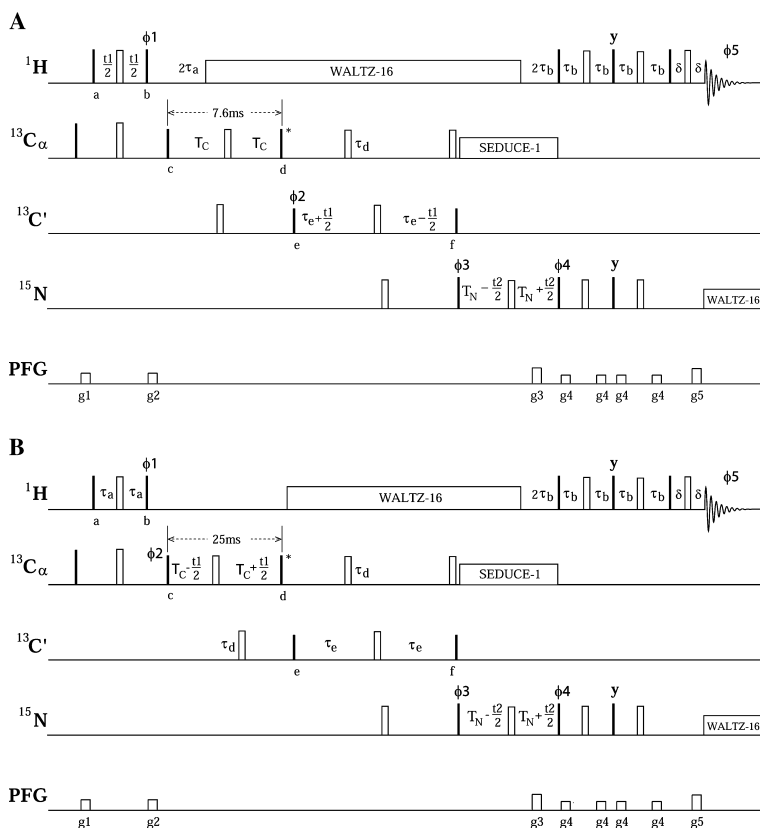 A
ϕ1 y ϕ5
¹H t1/2 t1/2 2τa WALTZ-16 2τb τb τb τb τb δ δ
a b
7.6ms
¹³Cα TC TC * τd SEDUCE-1
c d
ϕ2
¹³C' τe+t1/2 τe−t1/2
e f
ϕ3 ϕ4 y
¹⁵N TN −t2/2 TN +t2/2 WALTZ-16
PFG
g1 g2 g3 g4 g4 g4 g4 g5
B
ϕ1 y ϕ5
¹H τa τa WALTZ-16 2τb τb τb τb τb δ δ
a b
25ms
¹³Cα ϕ2 TC-t1/2 TC+t1/2 * τd SEDUCE-1
c d
¹³C' τd τe τe
e f
ϕ3 ϕ4 y
¹⁵N TN-t2/2 TN+t2/2 WALTZ-16
PFG
g1 g2 g3 g4 g4 g4 g4 g5